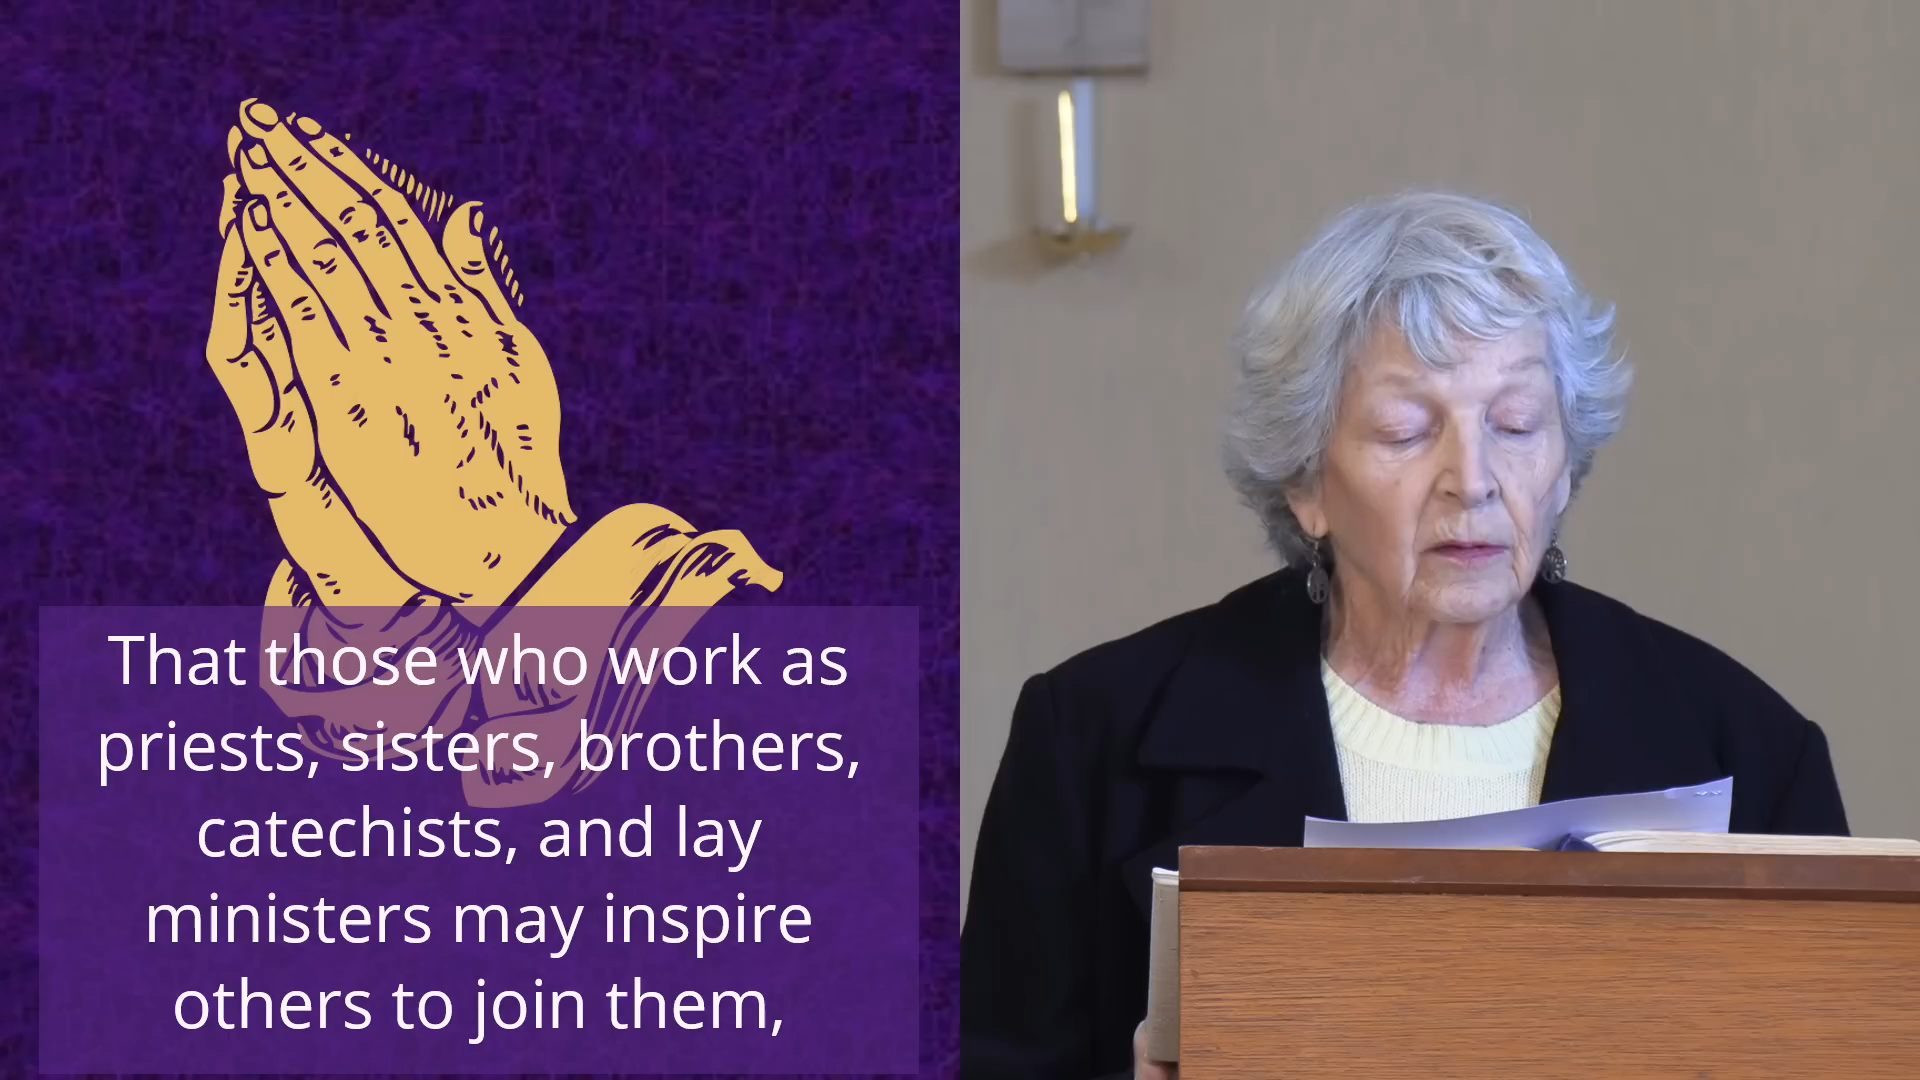 That those who work as
priests, sisters, brothers,
catechists, and lay
ministers may inspire
others to join them,